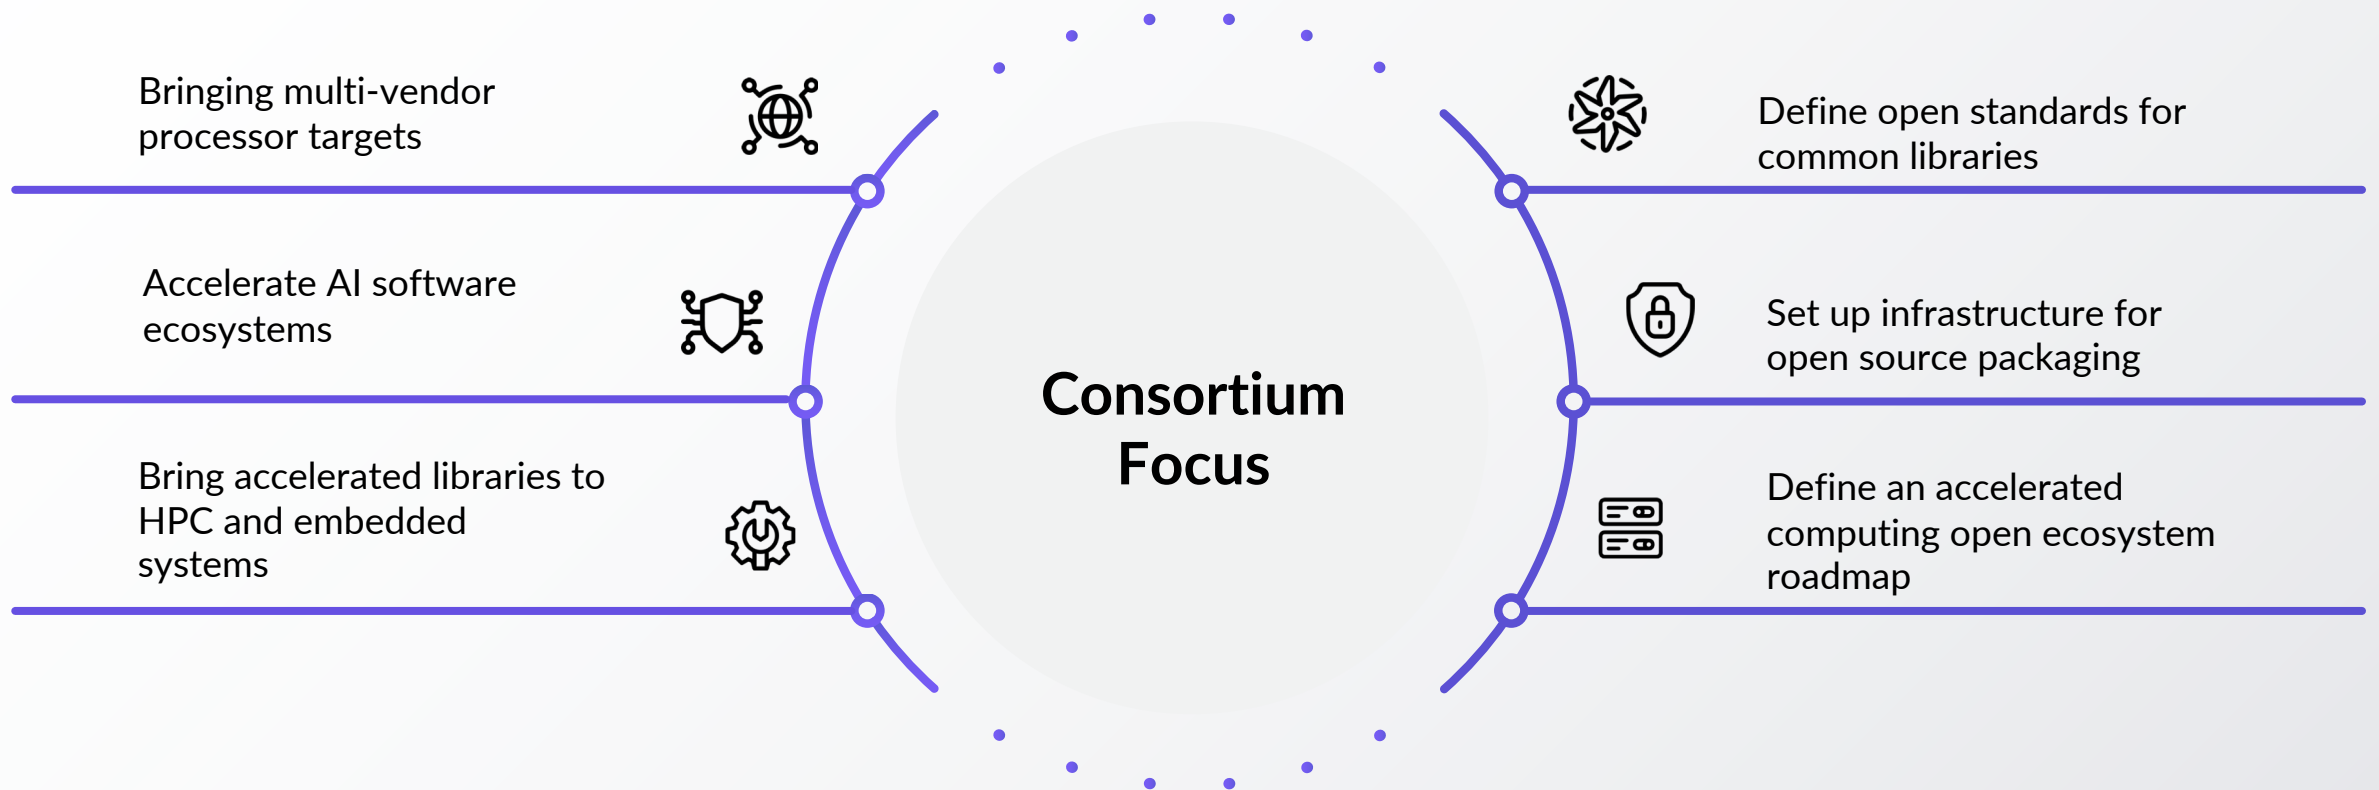 Bringing multi-vendor
processor targets
Accelerate AI software
ecosystems
Bring accelerated libraries to
HPC and embedded
systems
Consortium
Focus
Define open standards for
common libraries
Set up infrastructure for
open source packaging
Define an accelerated
computing open ecosystem
roadmap